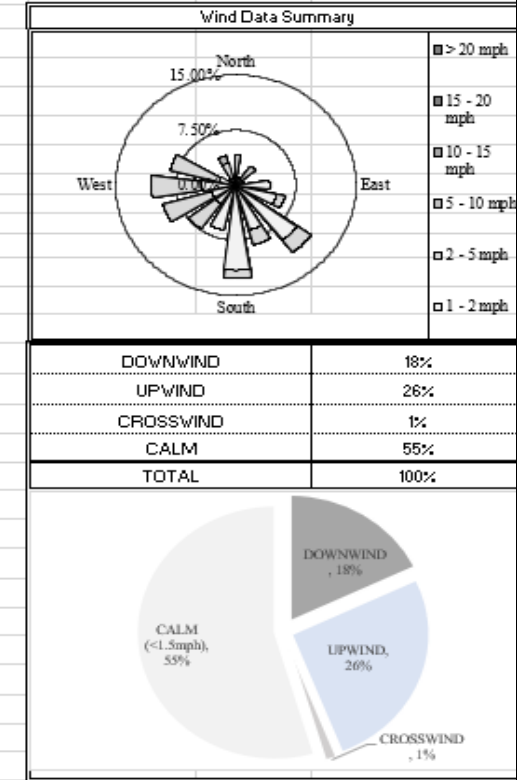 Wind Data Summary
North
15.00%
7.50%
West
0.00%
East
South
> 20 mph
15 - 20
mph
10 - 15
mph
5 - 10 mph
2 - 5 mph
1 - 2 mph
DOWNWIND 18%
UPWIND 26%
CROSSWIND 1%
CALM 55%
TOTAL 100%
DOWNWIND
, 18%
CALM
(<1.5mph),
55%
UPWIND,
26%
CROSSWIND
, 1%